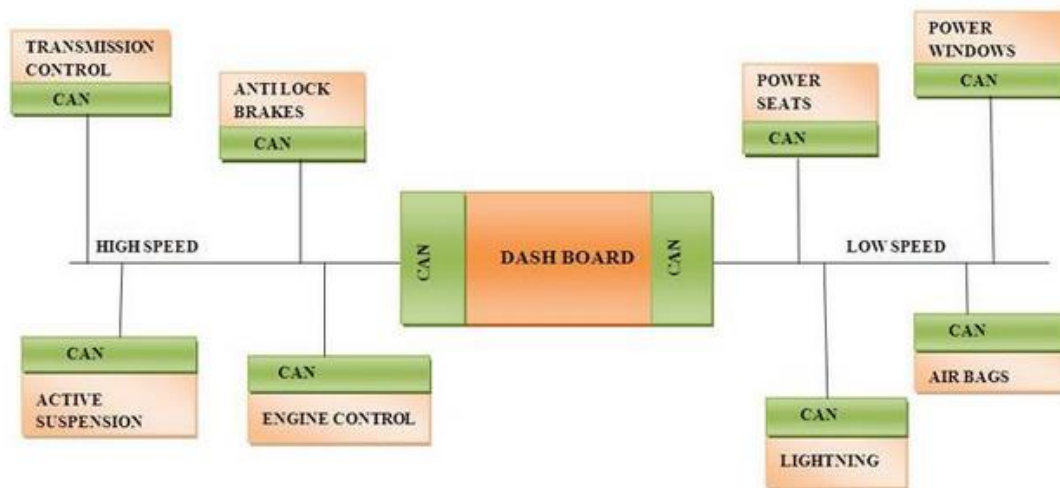 TRANSMISSION
CONTROL
CAN
ANTI LOCK
BRAKES
CAN
POWER
SEATS
CAN
POWER
WINDOWS
CAN
HIGH SPEED
CAN
DASH BOARD
CAN
LOW SPEED
CAN
ACTIVE
SUSPENSION
CAN
ENGINE CONTROL
CAN
LIGHTNING
CAN
AIR BAGS